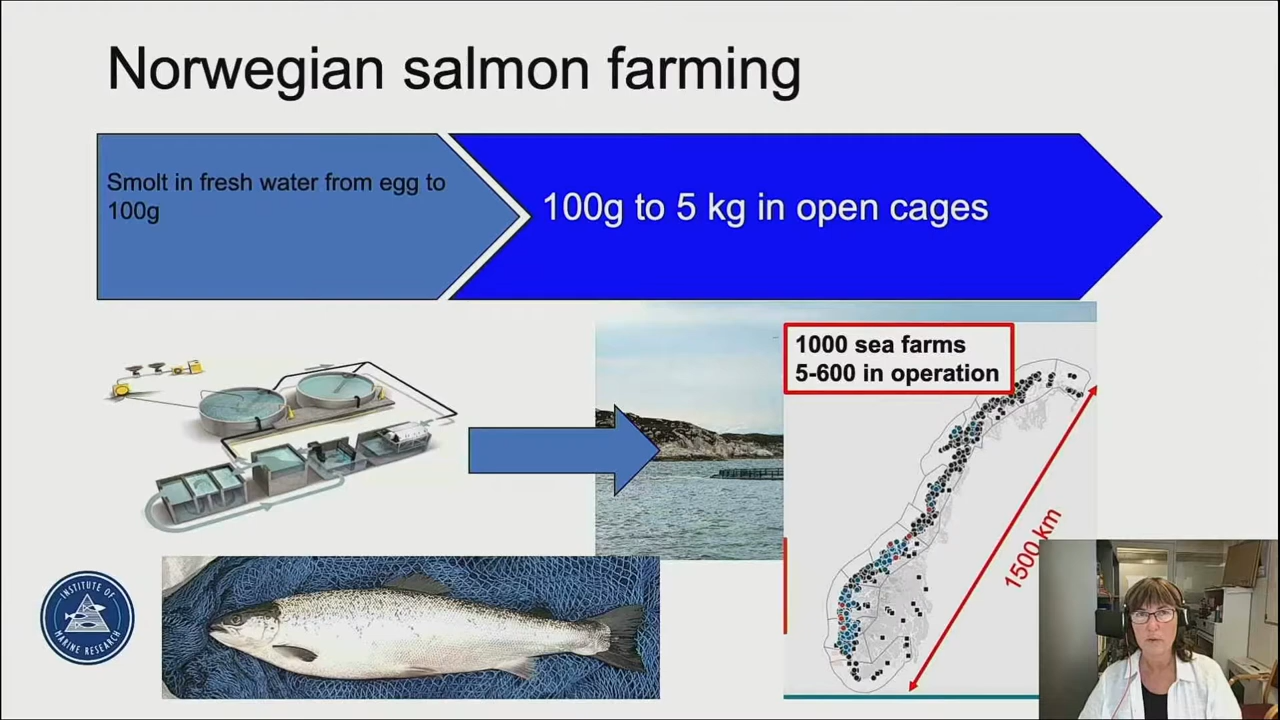 Norwegian salmon farming
Smolt in fresh water from egg to
100g
100g to 5 kg in open cages
1000 sea farms
5-600 in operation
1500 km
INSTITUTE OF
MARINE RESEARCH